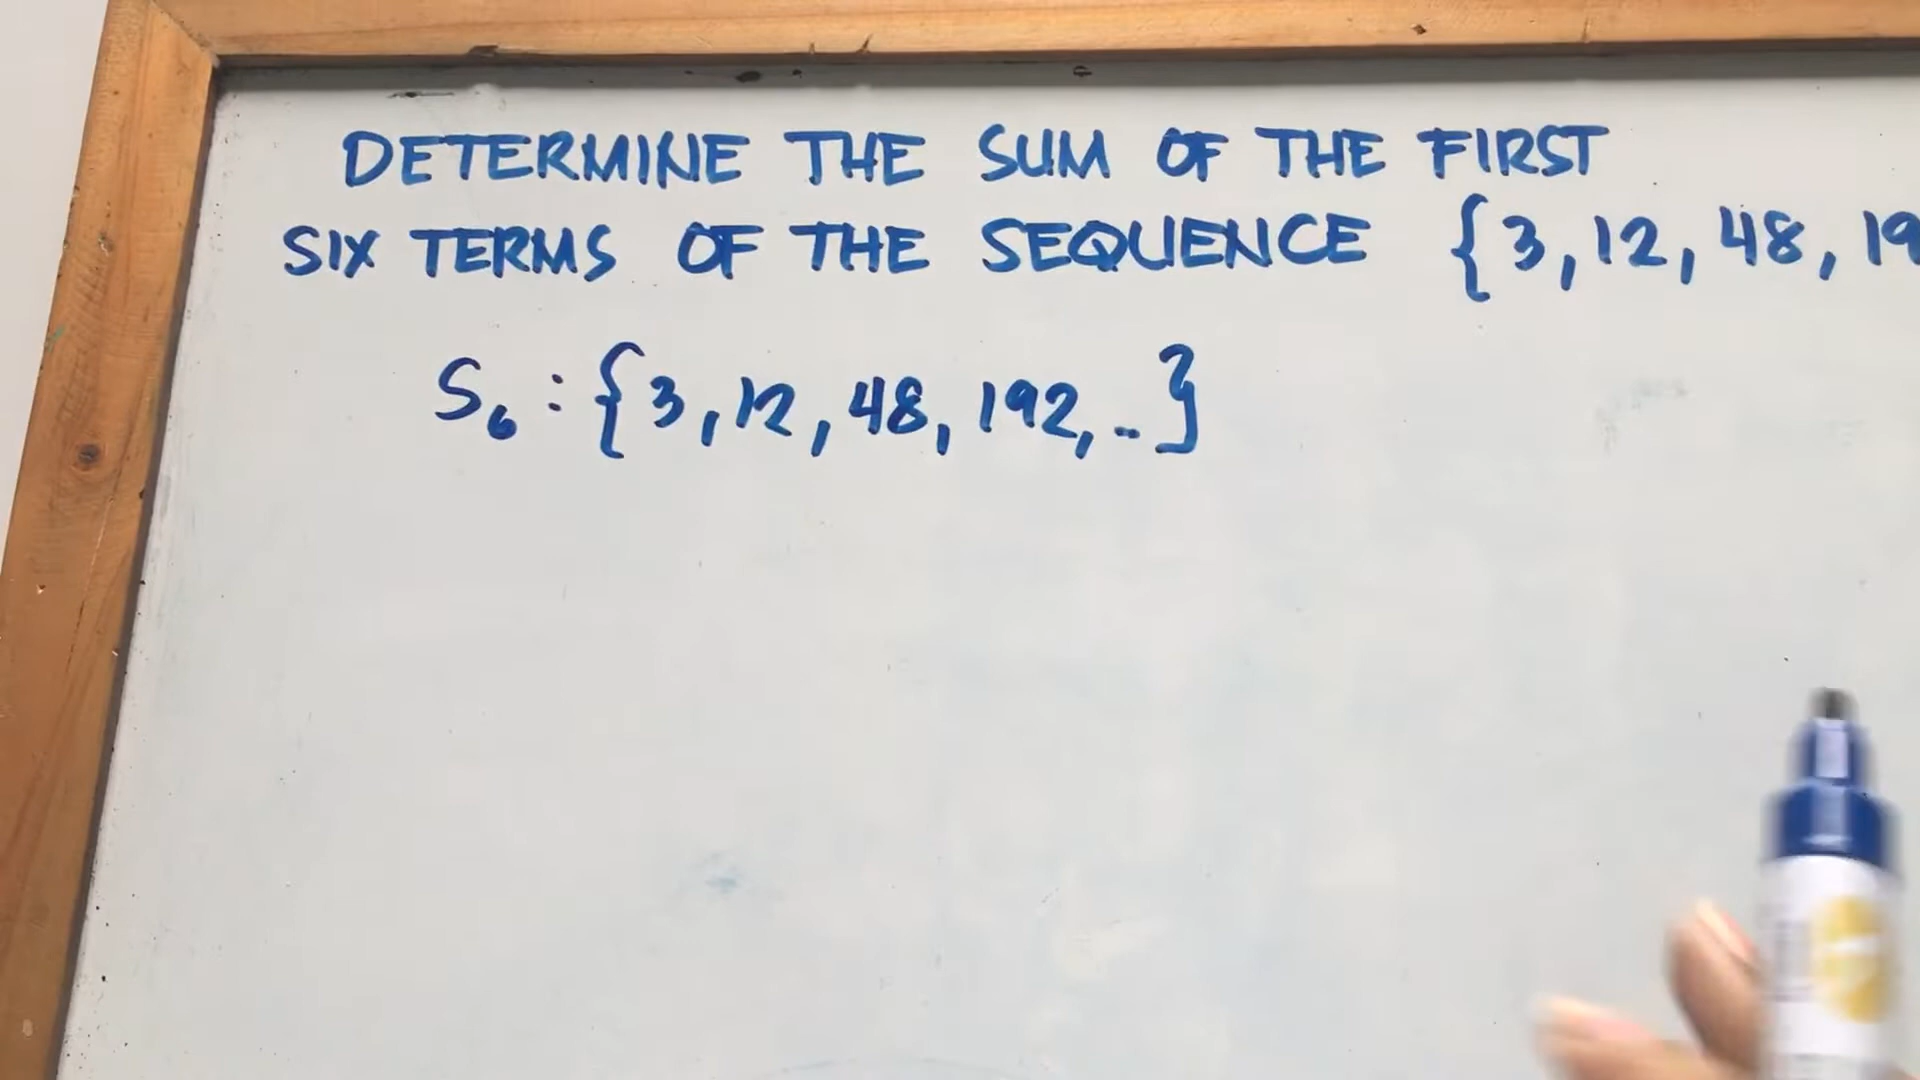 DETERMINE THE SUM OF THE FIRST
SIX TERMS OF THE SEQUENCE {3, 12, 48, 19
S₆ : {3, 12, 48, 192, .. }